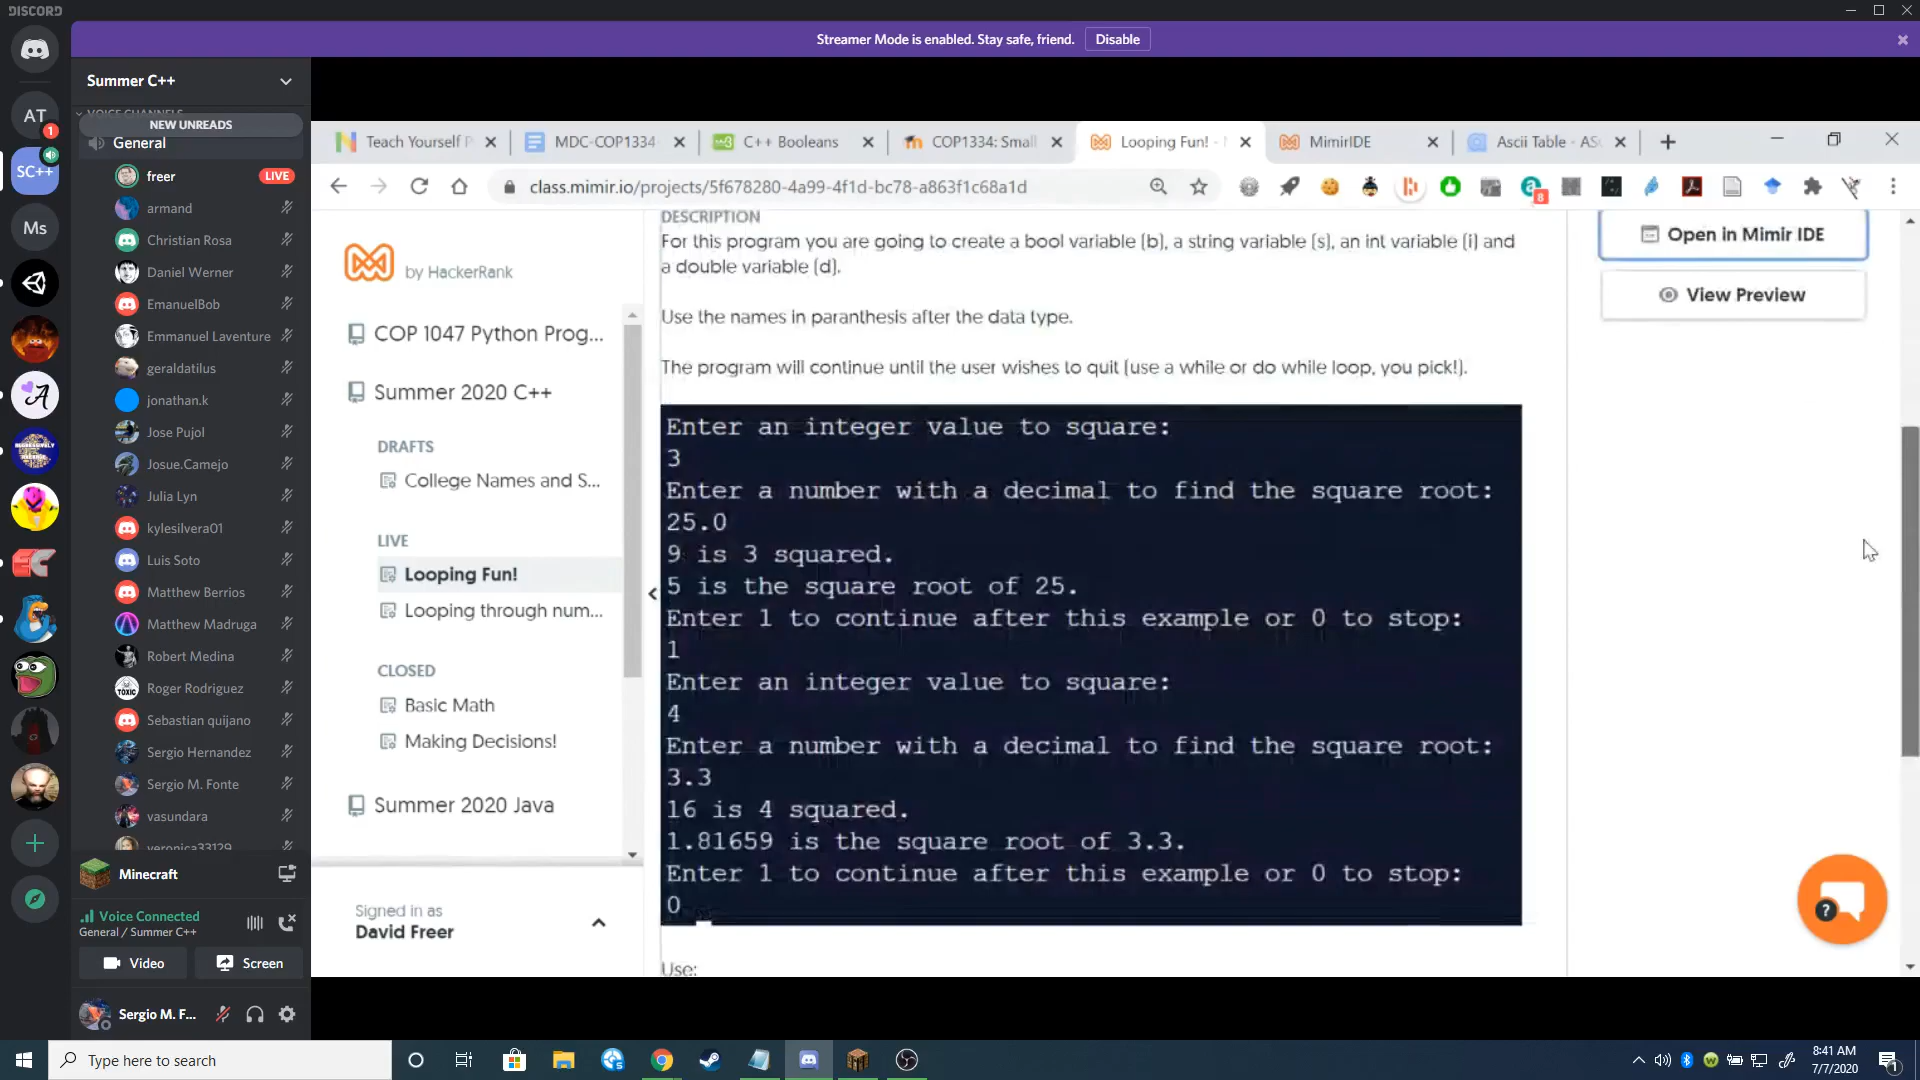 DISCORD
Streamer Mode is enabled. Stay safe, friend. Disable
Summer C++
VOICE CHANNELS
NEW UNREADS
General
freer LIVE
armand
Christian Rosa
Daniel Werner
EmanuelBob
Emmanuel Laventure
geraldatilus
jonathan.k
Jose Pujol
Josue.Camejo
Julia Lyn
kylesilvera01
Luis Soto
Matthew Berrios
Matthew Madruga
Robert Medina
Roger Rodriguez
Sebastian quijano
Sergio Hernandez
Sergio M. Fonte
vasundara
veronica33129
Minecraft
Voice Connected
General / Summer C++
Video Screen
Sergio M. F...
AT
1
SC++
Ms
Teach Yourself P
MDC-COP1334
C++ Booleans
COP1334: Small
Looping Fun! -
MimirIDE
Ascii Table - ASC
class.mimir.io/projects/5f678280-4a99-4f1d-bc78-a863f1c68a1d
8
by HackerRank
COP 1047 Python Prog...
Summer 2020 C++
DRAFTS
College Names and S...
LIVE
Looping Fun!
Looping through num...
CLOSED
Basic Math
Making Decisions!
Summer 2020 Java
Signed in as
David Freer
DESCRIPTION
For this program you are going to create a bool variable (b), a string variable (s), an int variable (i) and
a double variable (d).
Use the names in paranthesis after the data type.
The program will continue until the user wishes to quit (use a while or do while loop, you pick!).
Enter an integer value to square:
3
Enter a number with a decimal to find the square root:
25.0
9 is 3 squared.
5 is the square root of 25.
Enter 1 to continue after this example or 0 to stop:
1
Enter an integer value to square:
4
Enter a number with a decimal to find the square root:
3.3
16 is 4 squared.
1.81659 is the square root of 3.3.
Enter 1 to continue after this example or 0 to stop:
0
Use:
Open in Mimir IDE
View Preview
?
Type here to search
8:41 AM
7/7/2020
1